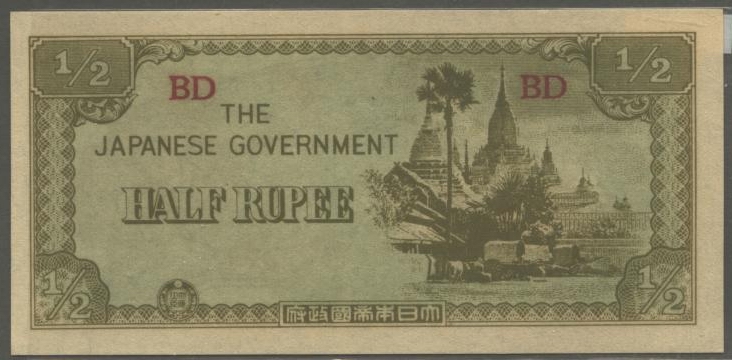 1/2
1/2
BD
BD
THE
JAPANESE GOVERNMENT
HALF RUPEE
1/2
1/2
府政國帝本日大